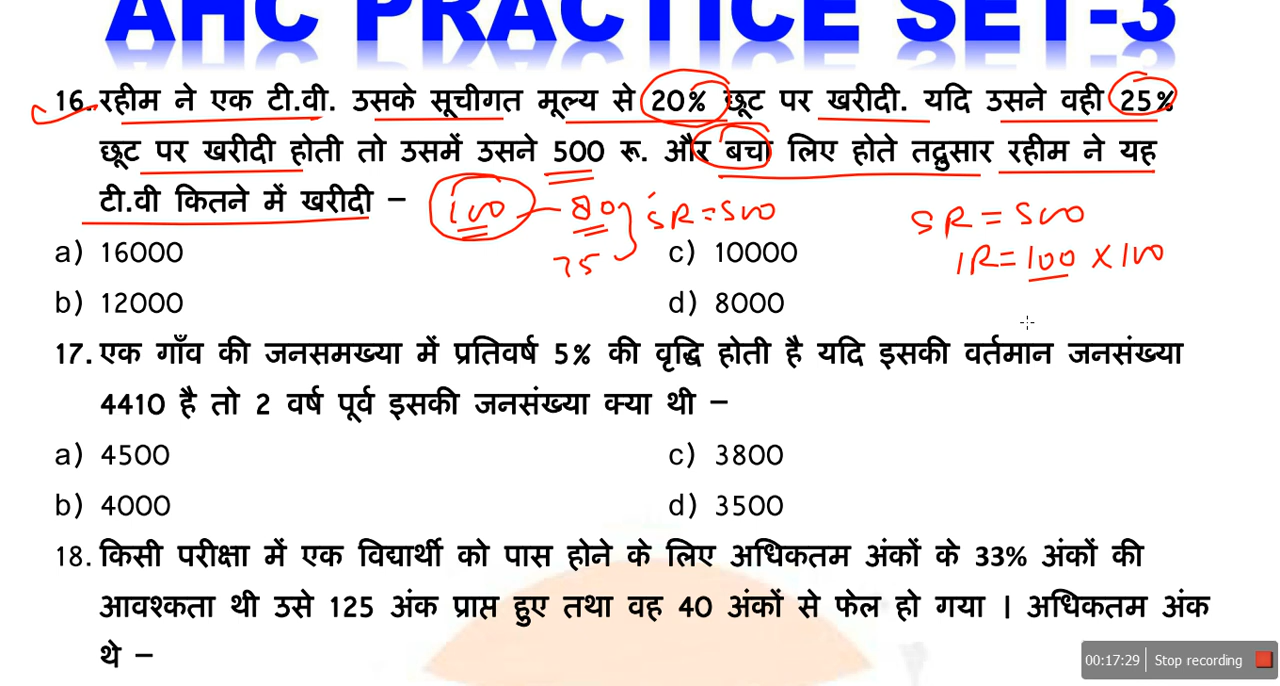 AHC PRACTICE SET-3
16. रहीम ने एक टी.वी. उसके सूचीगत मूल्य से 20% छूट पर खरीदी. यदि उसने वही 25%
छूट पर खरीदी होती तो उसमें उसने 500 रू. और बचा लिए होते तद्नुसार रहीम ने यह
टी.वी कितने में खरीदी –
100 – 80
75
5R = 500
5R = 500
1R = 100 × 100
a) 16000
c) 10000
b) 12000
d) 8000
17. एक गाँव की जनसमख्या में प्रतिवर्ष 5% की वृद्धि होती है यदि इसकी वर्तमान जनसंख्या
4410 है तो 2 वर्ष पूर्व इसकी जनसंख्या क्या थी –
a) 4500
c) 3800
b) 4000
d) 3500
18. किसी परीक्षा में एक विद्यार्थी को पास होने के लिए अधिकतम अंकों के 33% अंकों की
आवश्कता थी उसे 125 अंक प्राप्त हुए तथा वह 40 अंकों से फेल हो गया | अधिकतम अंक
थे –
00:17:29 Stop recording